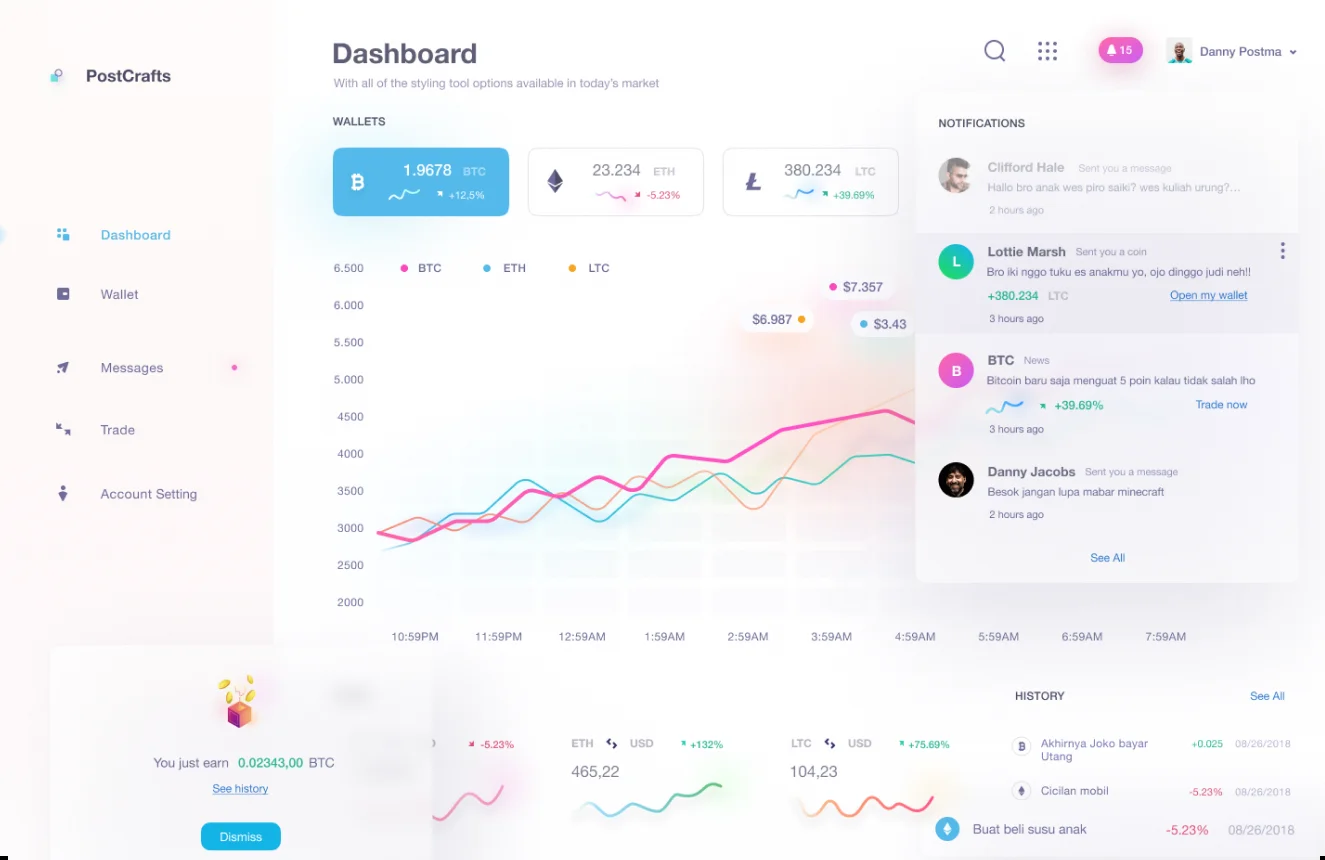 PostCrafts
Dashboard
Wallet
Messages
Trade
Account Setting
Dashboard
With all of the styling tool options available in today's market
15
Danny Postma
WALLETS
1.9678 BTC
+12,5%
23.234 ETH
-5.23%
380.234 LTC
+39.69%
BTC ETH LTC
6.500
6.000
5.500
5.000
4500
4000
3500
3000
2500
2000
$7.357
$6.987
$3.43
10:59PM 11:59PM 12:59AM 1:59AM 2:59AM 3:59AM 4:59AM 5:59AM 6:59AM 7:59AM
NOTIFICATIONS
Clifford Hale Sent you a message
Hallo bro anak wes piro saiki? wes kuliah urung?...
2 hours ago
L
Lottie Marsh Sent you a coin
Bro iki nggo tuku es anakmu yo, ojo dinggo judi neh!!
+380.234 LTC Open my wallet
3 hours ago
B
BTC News
Bitcoin baru saja menguat 5 poin kalau tidak salah lho
+39.69% Trade now
3 hours ago
Danny Jacobs Sent you a message
Besok jangan lupa mabar minecraft
2 hours ago
See All
You just earn 0.02343,00 BTC
See history
Dismiss
-5.23%
ETH USD +132%
465,22
LTC USD +75.69%
104,23
HISTORY See All
Akhirnya Joko bayar +0.025 08/26/2018
Utang
Cicilan mobil -5.23% 08/26/2018
Buat beli susu anak -5.23% 08/26/2018